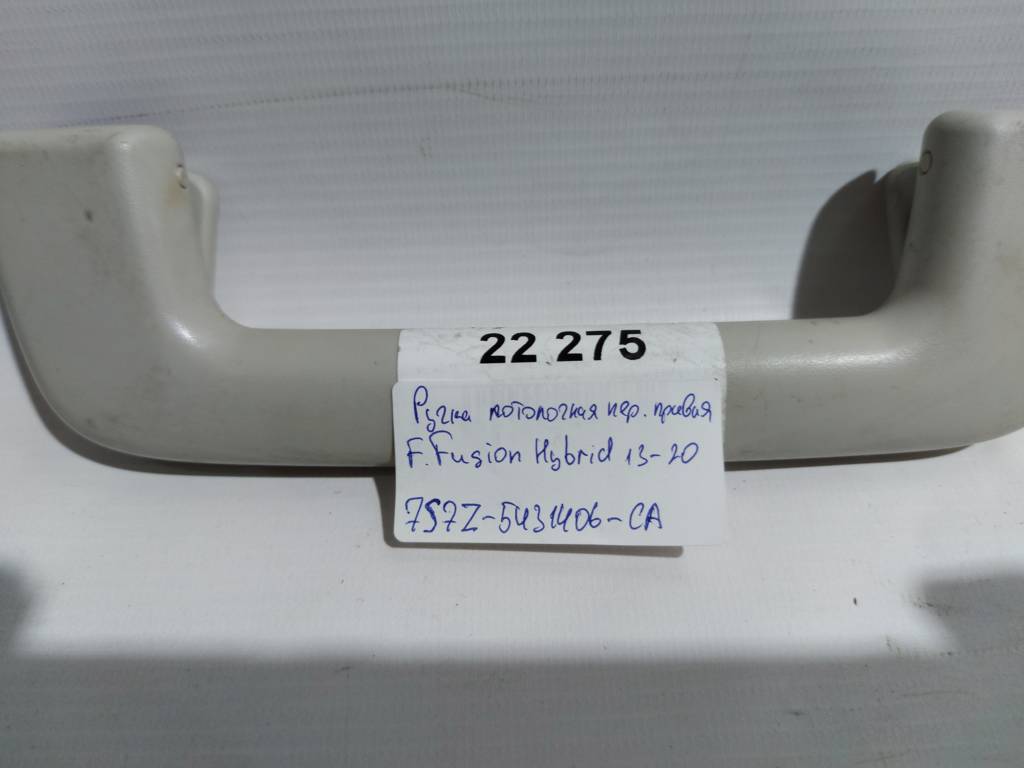 22 275
Ручка потолочная пер. правая
F. Fusion Hybrid 13-20
7S7Z-5431406-CA